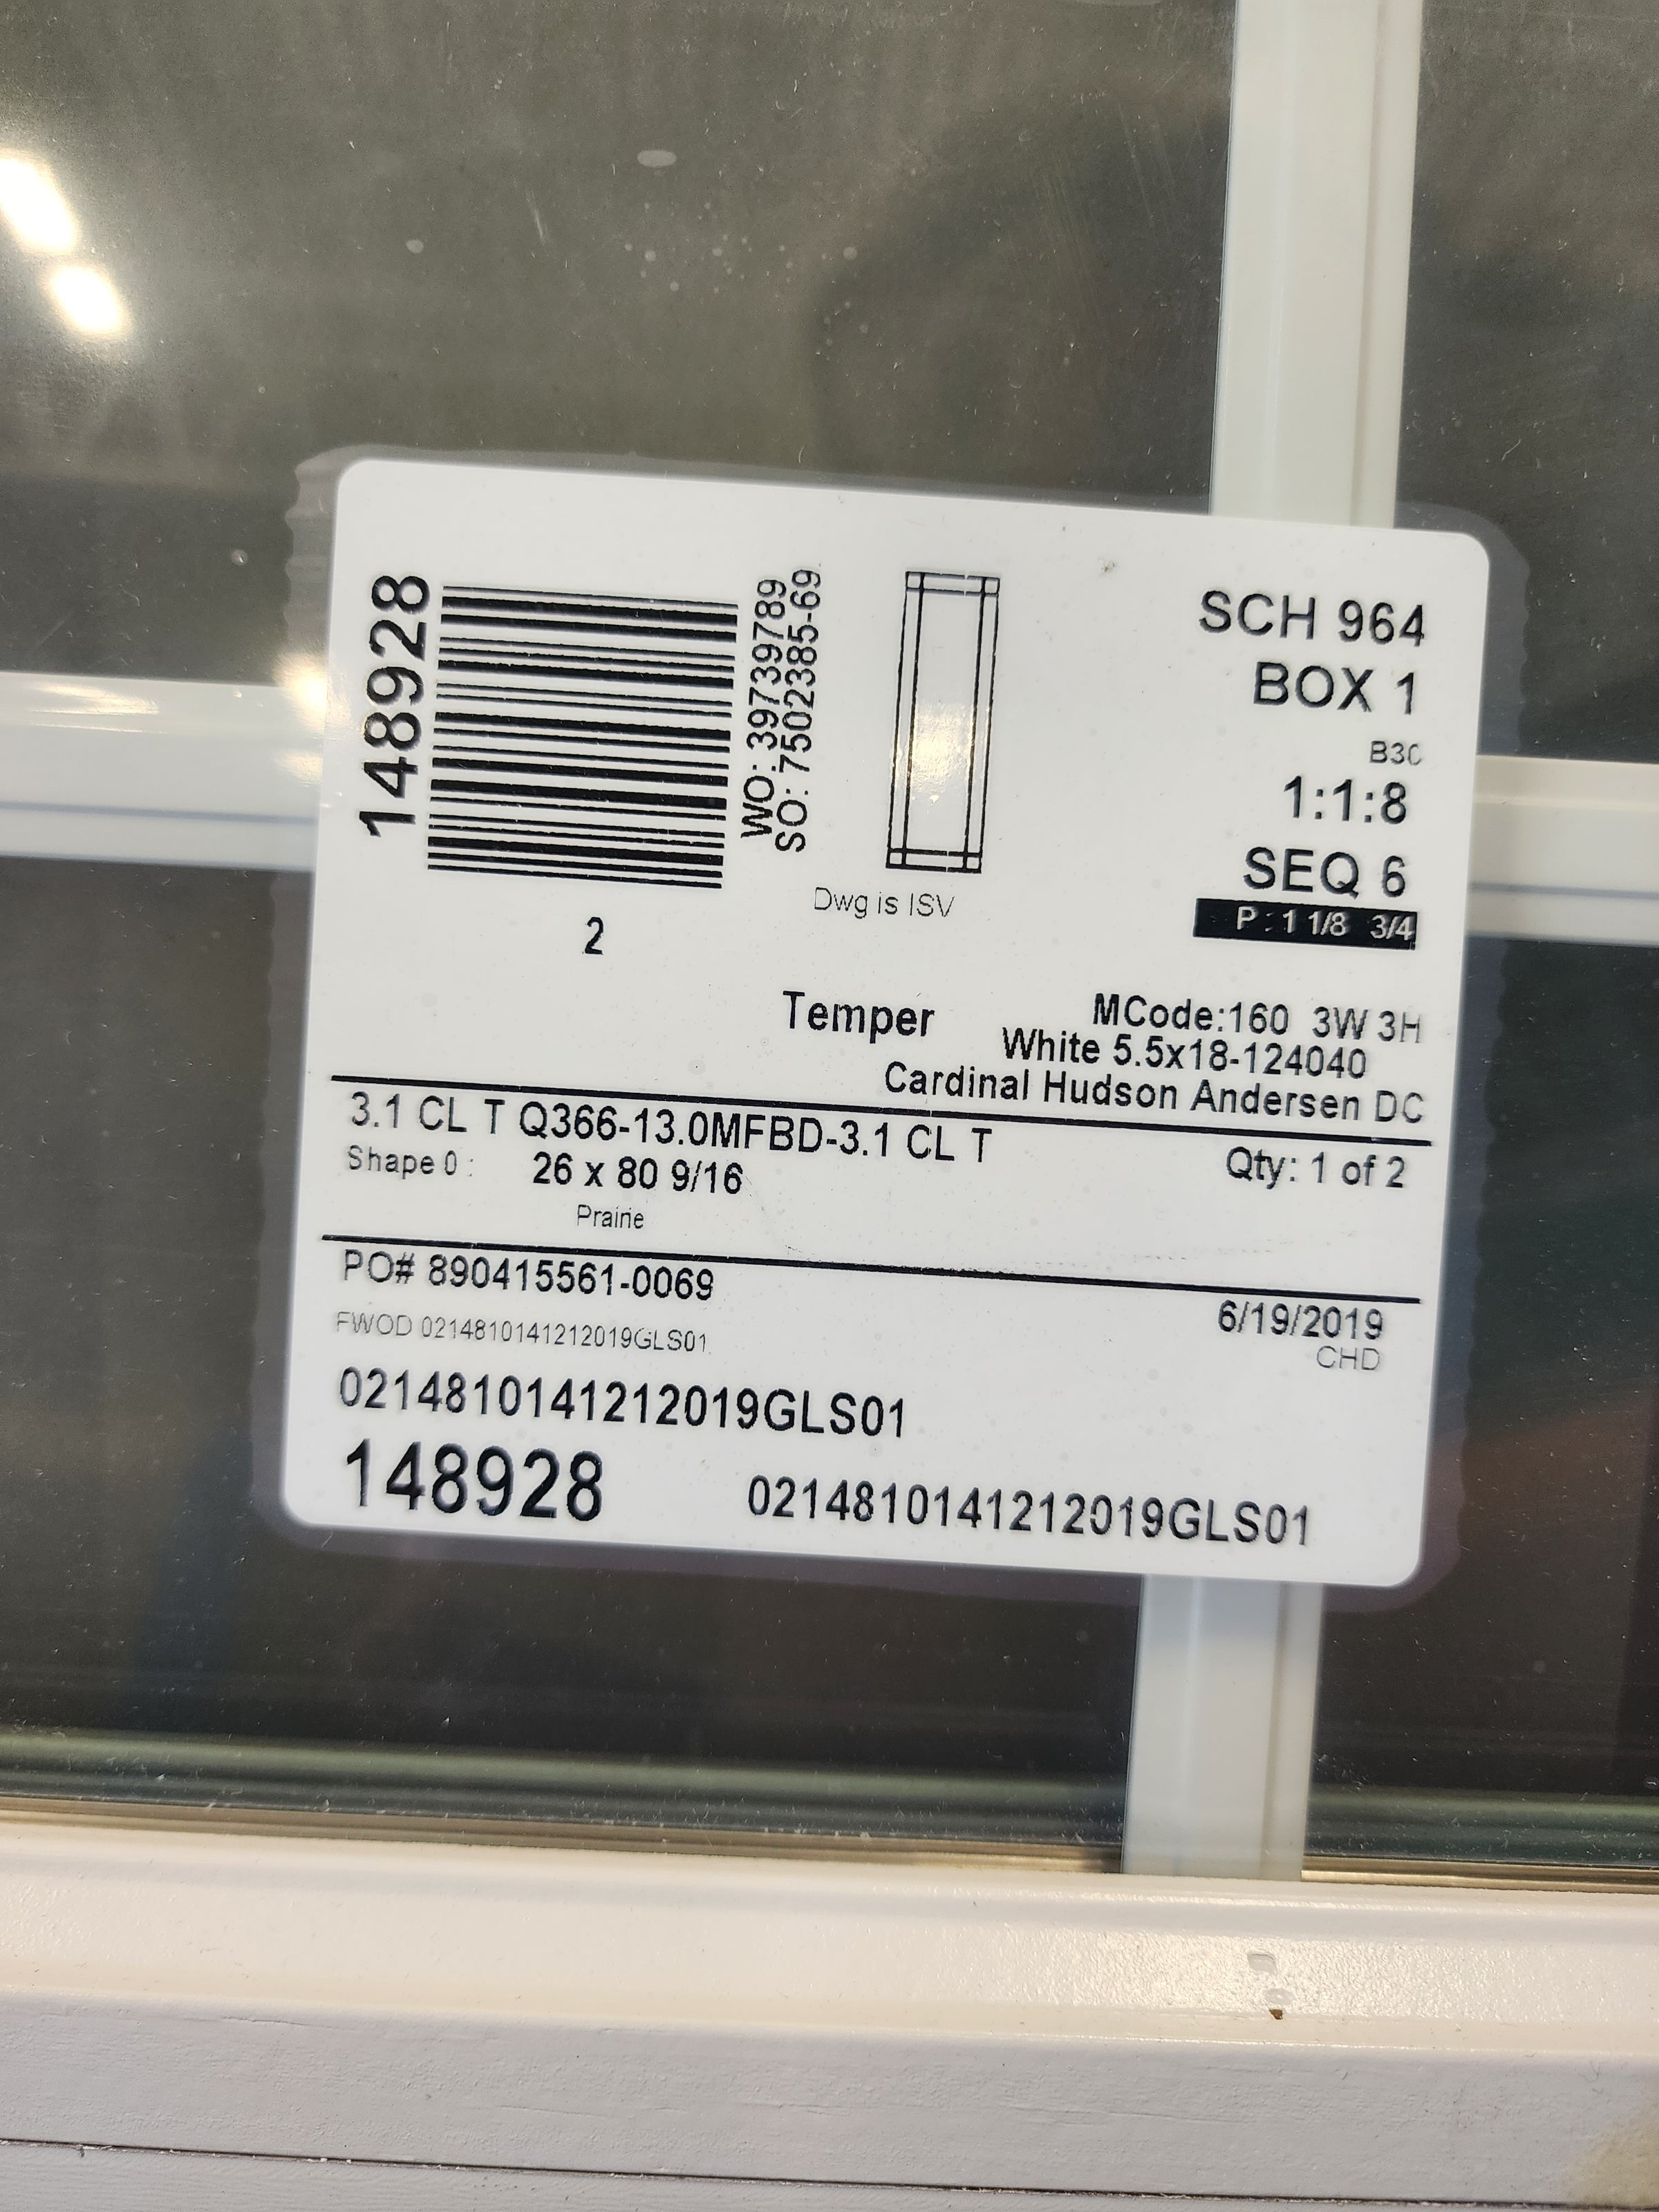 148928
WO: 397397789
SO: 7502385-69
2
Dwg is ISV
SCH 964
BOX 1
B3C
1:1:8
SEQ 6
P : 1 1/8 3/4
Temper
MCode:160 3W 3H
White 5.5x18-124040
Cardinal Hudson Andersen DC
3.1 CL T Q366-13.0MFBD-3.1 CL T
Qty: 1 of 2
Shape 0 : 26 x 80 9/16
Prairie
PO# 890415561-0069
6/19/2019
FWOD 0214810141212019GLS01
CHD
0214810141212019GLS01
148928 0214810141212019GLS01